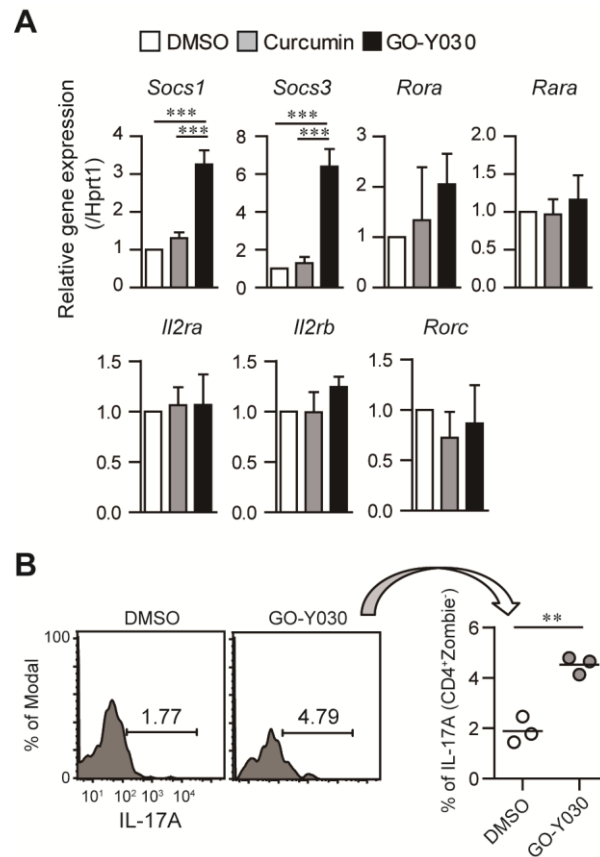 A
DMSO Curcumin GO-Y030
Socs1 Socs3 Rora Rara
Relative gene expression
(/Hprt1)
*** *** *** ***
4 3 2 1 0
8 6 4 2 0
3 2 1 0
2.0 1.5 1.0 0.5 0.0
Il2ra Il2rb Rorc
1.5 1.0 0.5 0.0
1.5 1.0 0.5 0.0
1.5 1.0 0.5 0.0
B
DMSO GO-Y030
% of Modal
100
0
1.77 4.79
10¹ 10² 10³ 10⁴
IL-17A
% of IL-17A (CD4⁺Zombie⁻)
**
6
4
2
0
DMSO
GO-Y030